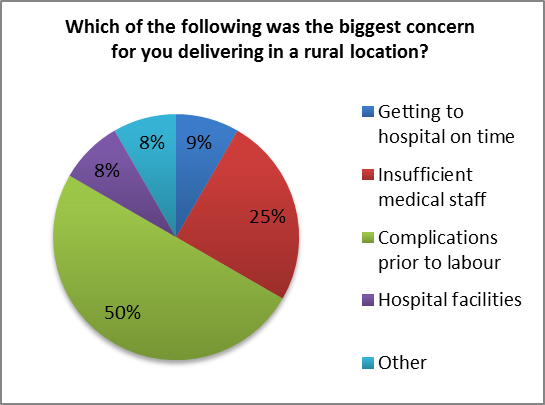 Which of the following was the biggest concern
for you delivering in a rural location?
8%
9%
8%
25%
50%
Getting to
hospital on time
Insufficient
medical staff
Complications
prior to labour
Hospital facilities
Other